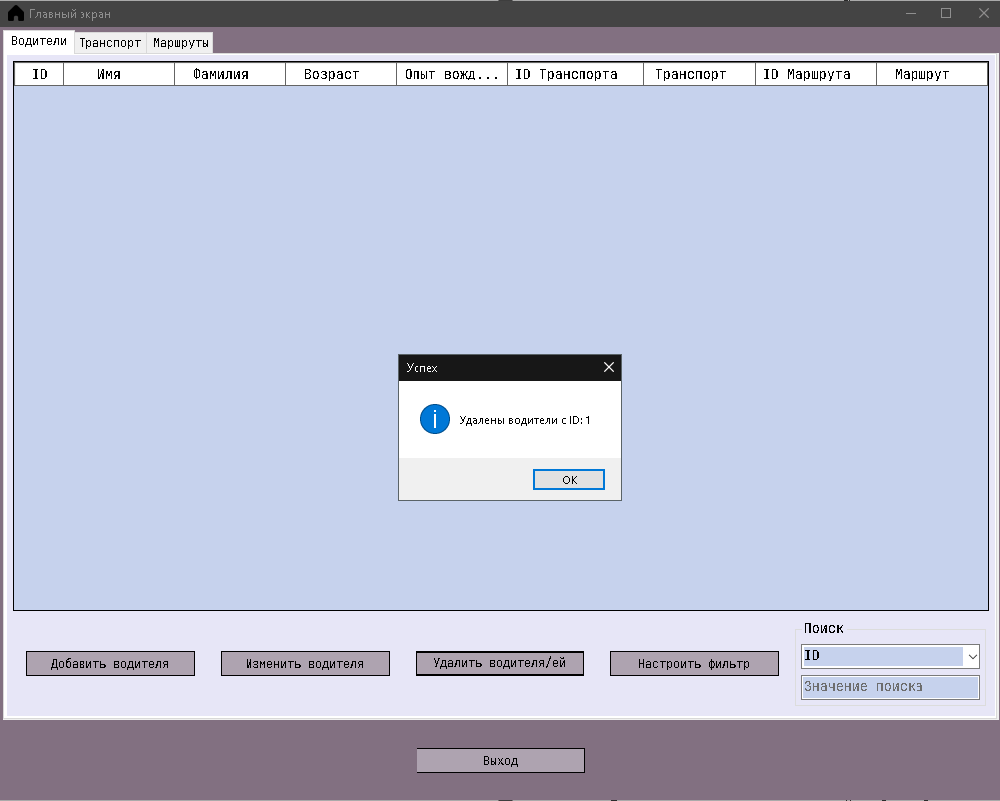 Главный экран
Водители Транспорт Маршруты
ID Имя Фамилия Возраст Опыт вожд... ID Транспорта Транспорт ID Маршрута Маршрут
Успех
Удалены водители с ID: 1
ОК
Поиск
ID
Добавить водителя Изменить водителя Удалить водителя/ей Настроить фильтр
Значение поиска
Выход